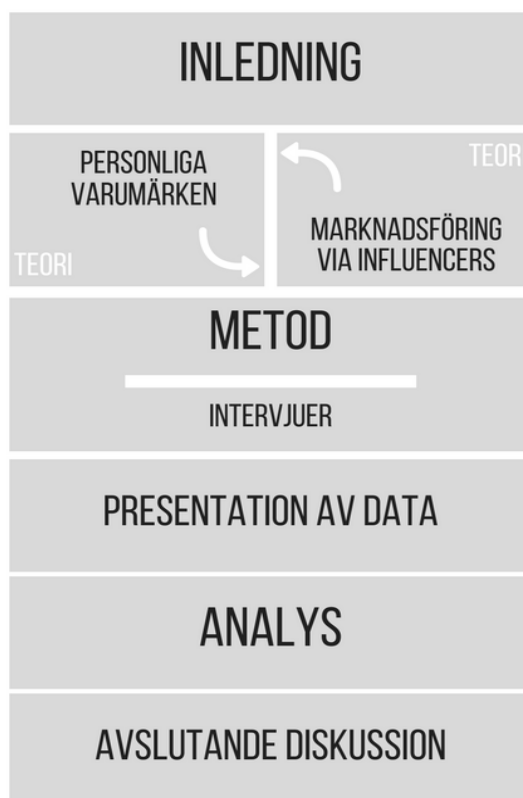 INLEDNING
PERSONLIGA
VARUMÄRKEN
TEORI
TEOR
MARKNADSFÖRING
VIA INFLUENCERS
METOD
INTERVJUER
PRESENTATION AV DATA
ANALYS
AVSLUTANDE DISKUSSION